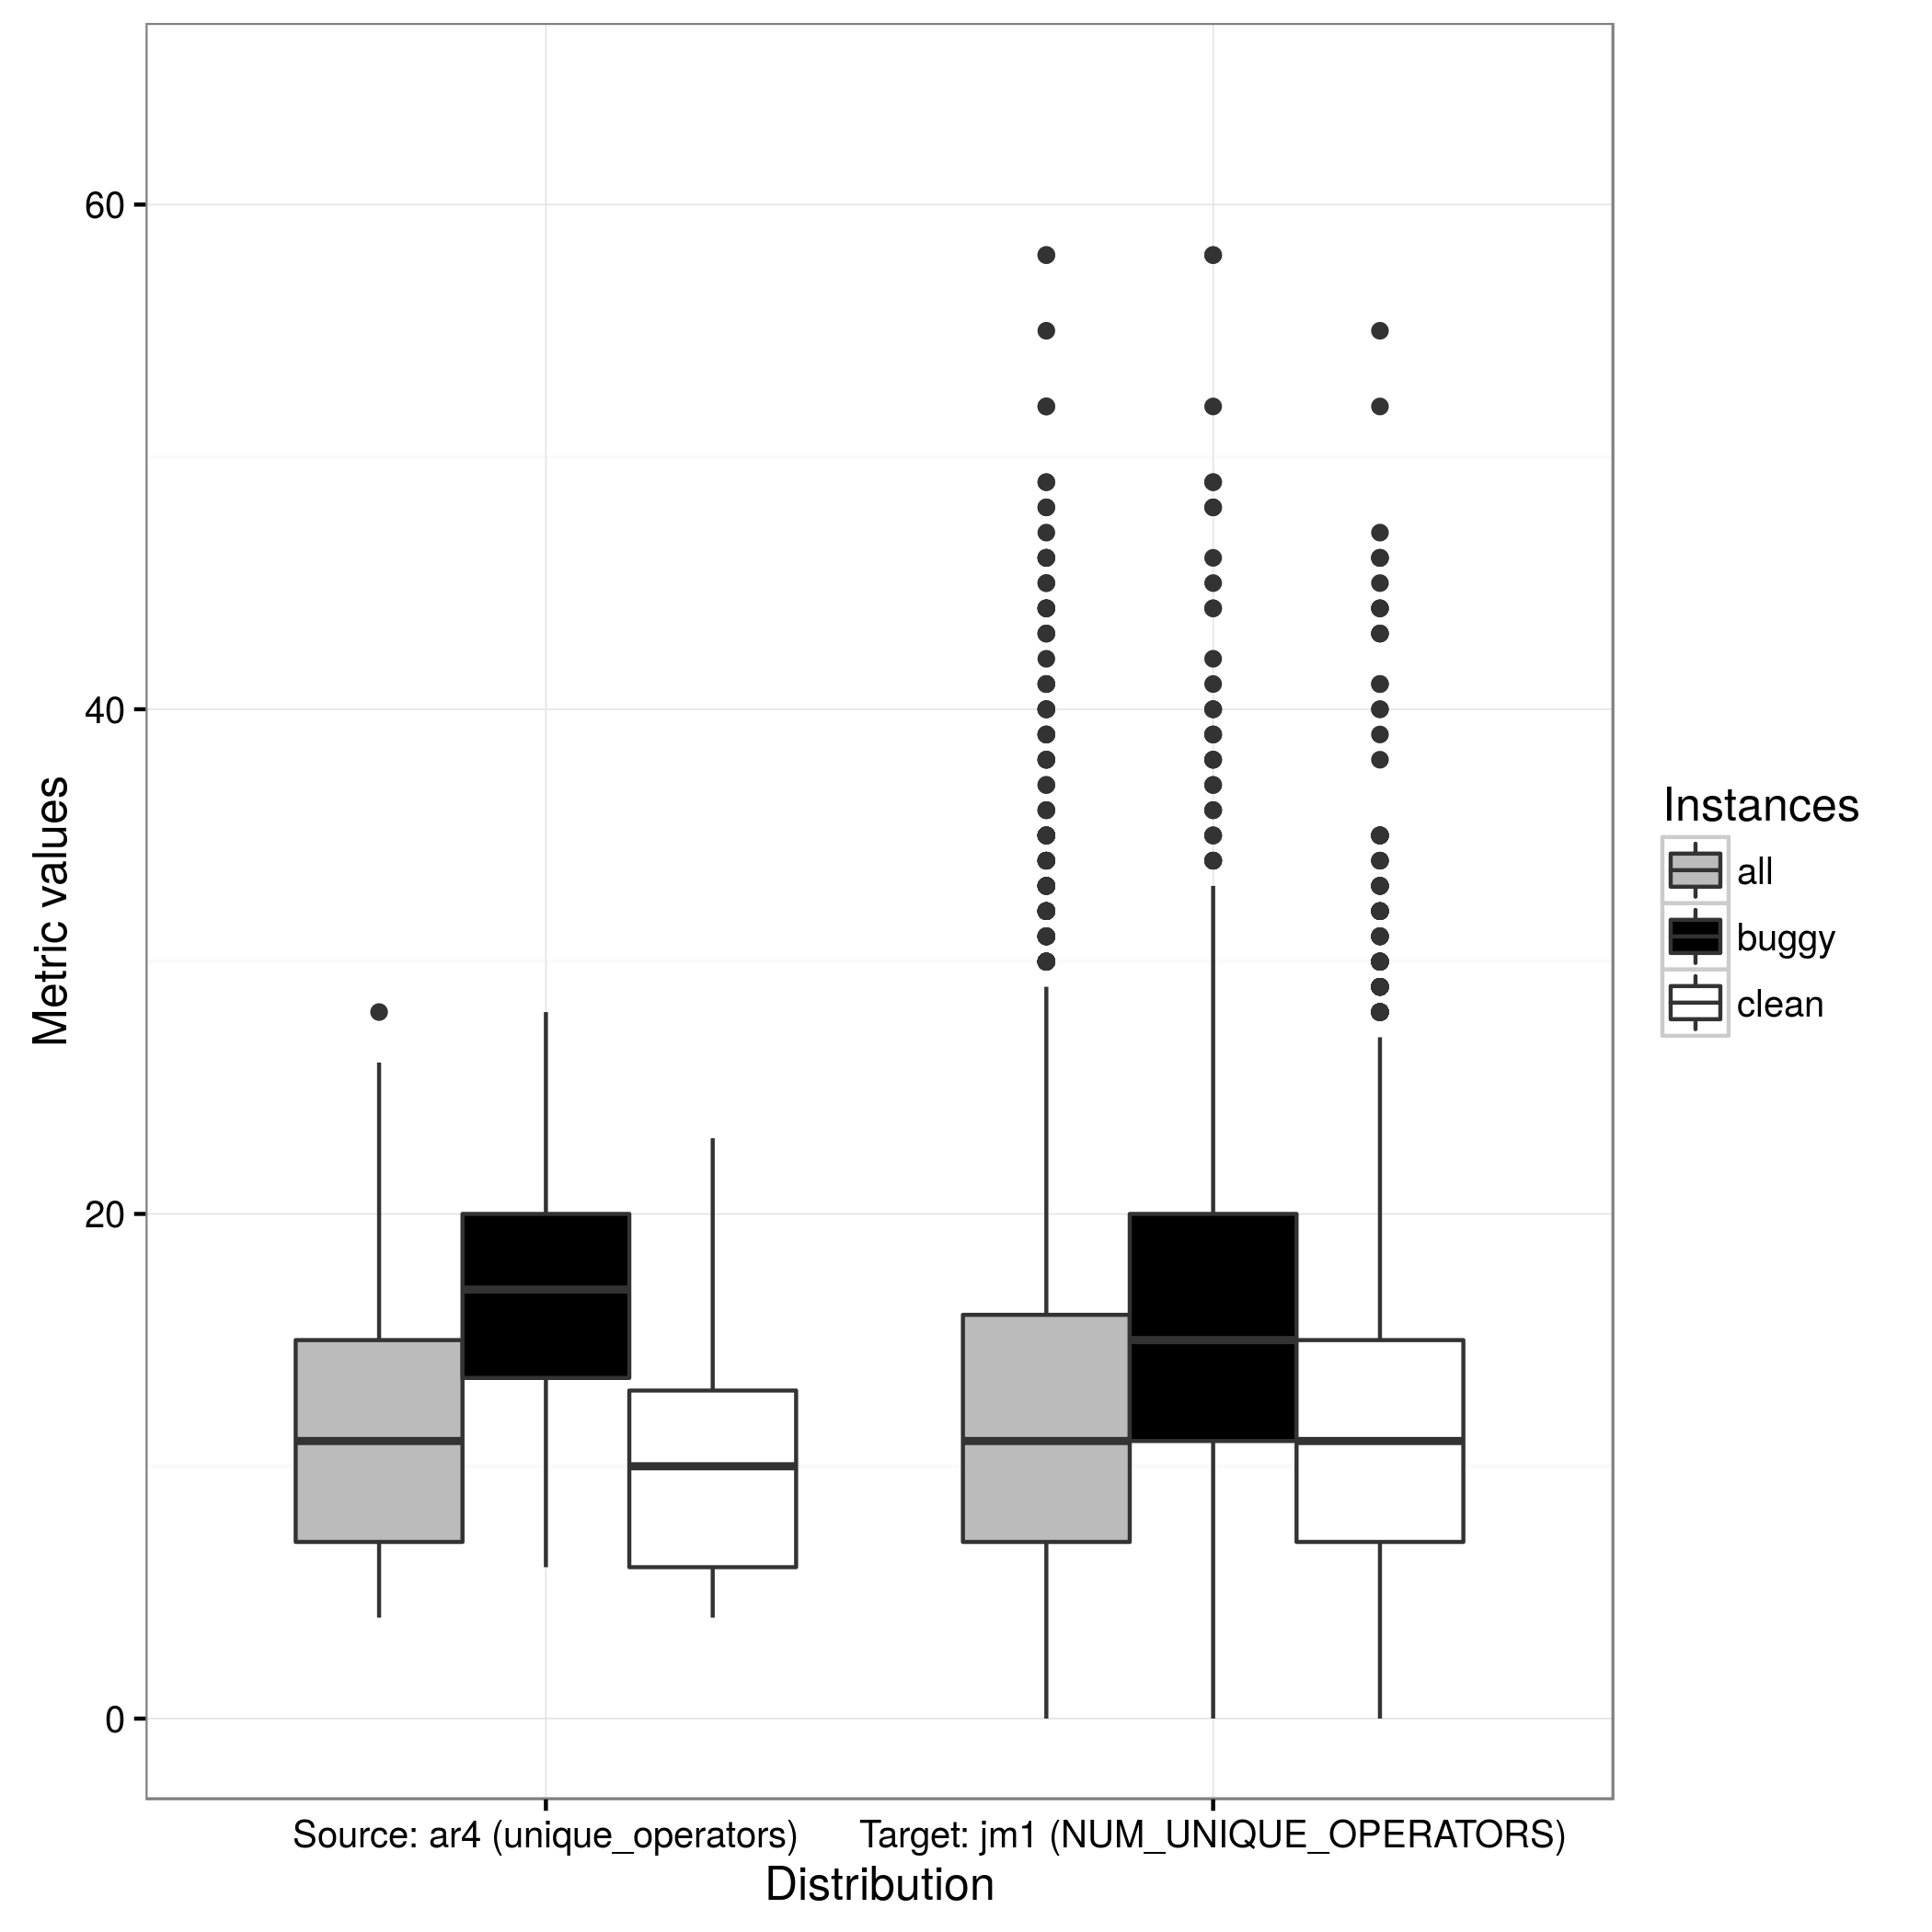 60
40
20
0
Metric values
Source: ar4 (unique_operators)
Target: jm1 (NUM_UNIQUE_OPERATORS)
Distribution
Instances
all
buggy
clean